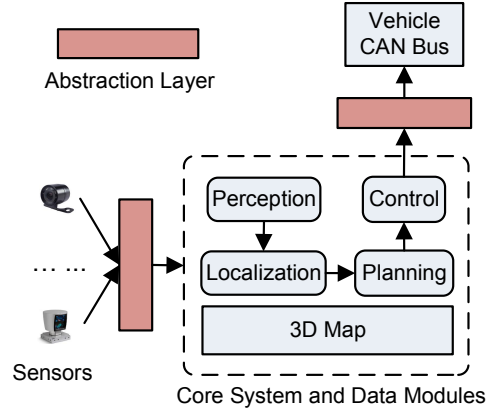 Vehicle
CAN Bus
Abstraction Layer
Perception
Control
... ...
Localization
Planning
3D Map
Sensors
Core System and Data Modules